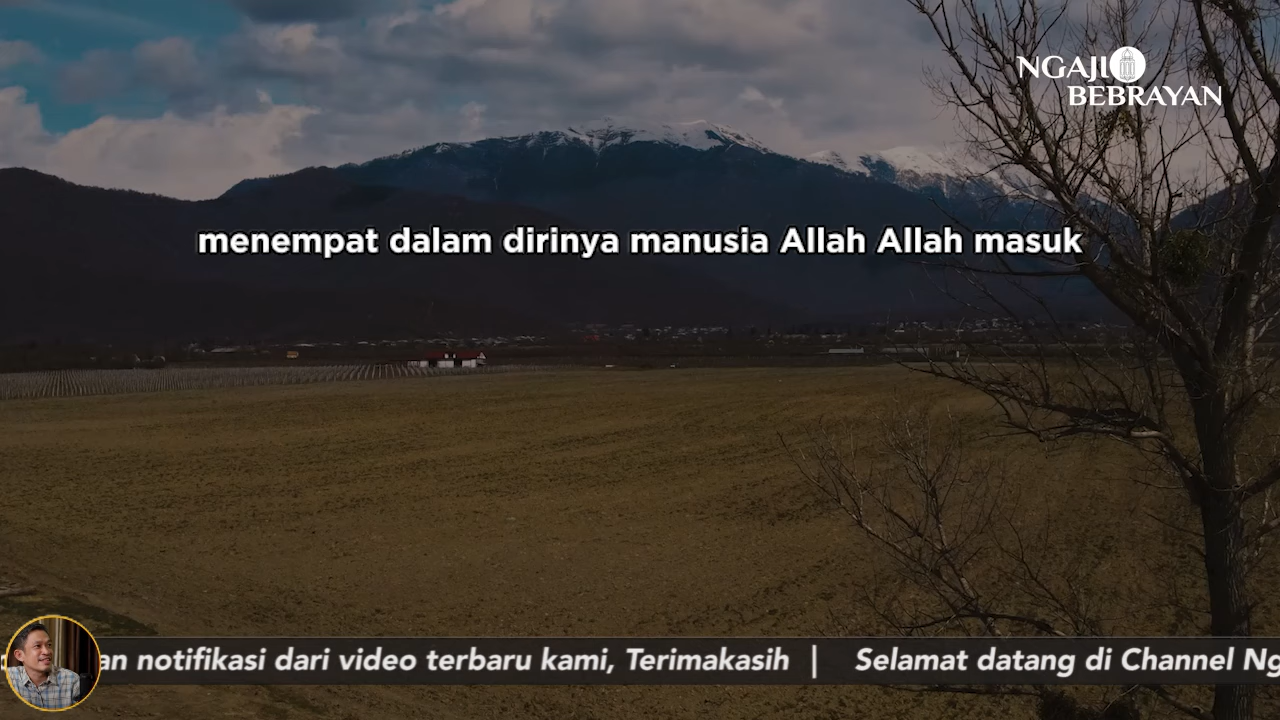 NGAJI
BEBRAYAN
menempat dalam dirinya manusia Allah Allah masuk
an notifikasi dari video terbaru kami, Terimakasih | Selamat datang di Channel Ng